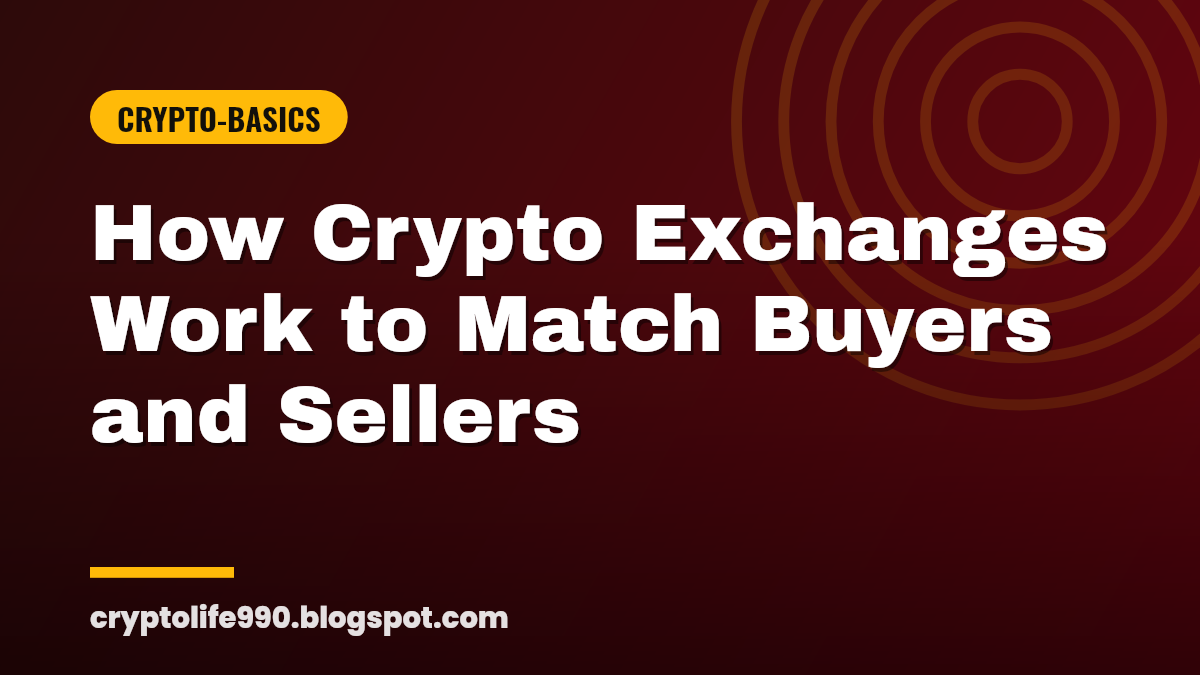 CRYPTO-BASICS
How Crypto Exchanges
Work to Match Buyers
and Sellers
cryptolife990.blogspot.com